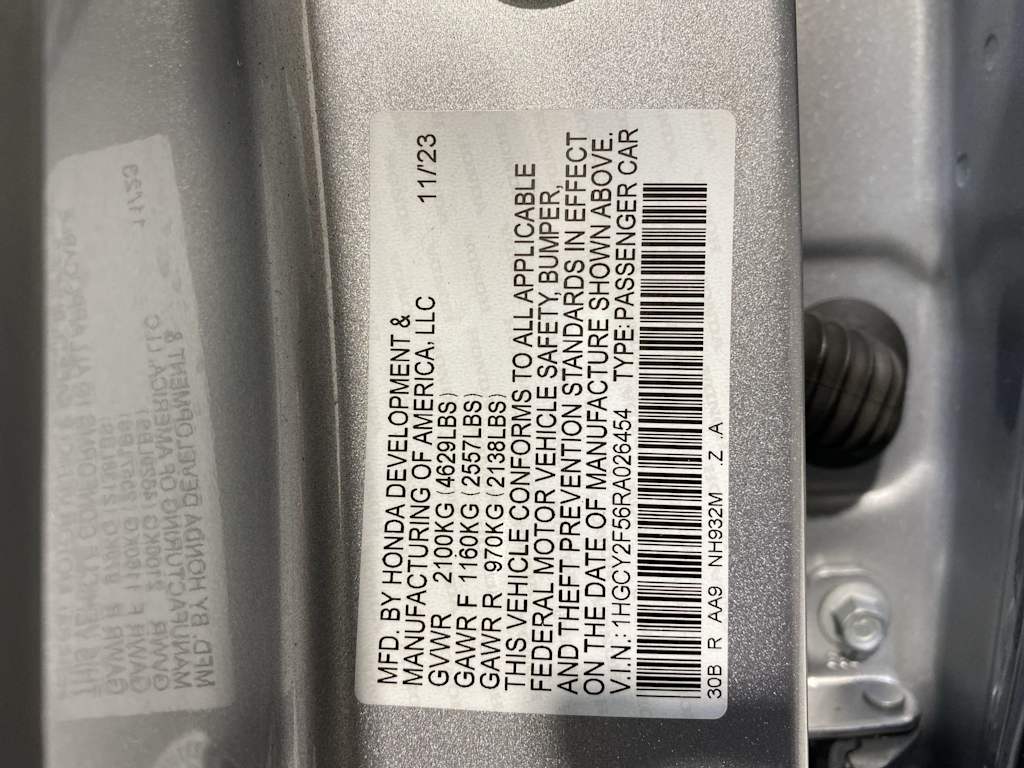 MFD. BY HONDA DEVELOPMENT &
MANUFACTURING OF AMERICA, LLC 11/'23
GVWR 2100KG (4629LBS)
GAWR F 1160KG (2557LBS)
GAWR R 970KG (2138LBS)
THIS VEHICLE CONFORMS TO ALL APPLICABLE
FEDERAL MOTOR VEHICLE SAFETY, BUMPER,
AND THEFT PREVENTION STANDARDS IN EFFECT
ON THE DATE OF MANUFACTURE SHOWN ABOVE.
V.I.N.: 1HGCY2F56RA026454 TYPE: PASSENGER CAR
30B R AA9 NH932M .Z .A